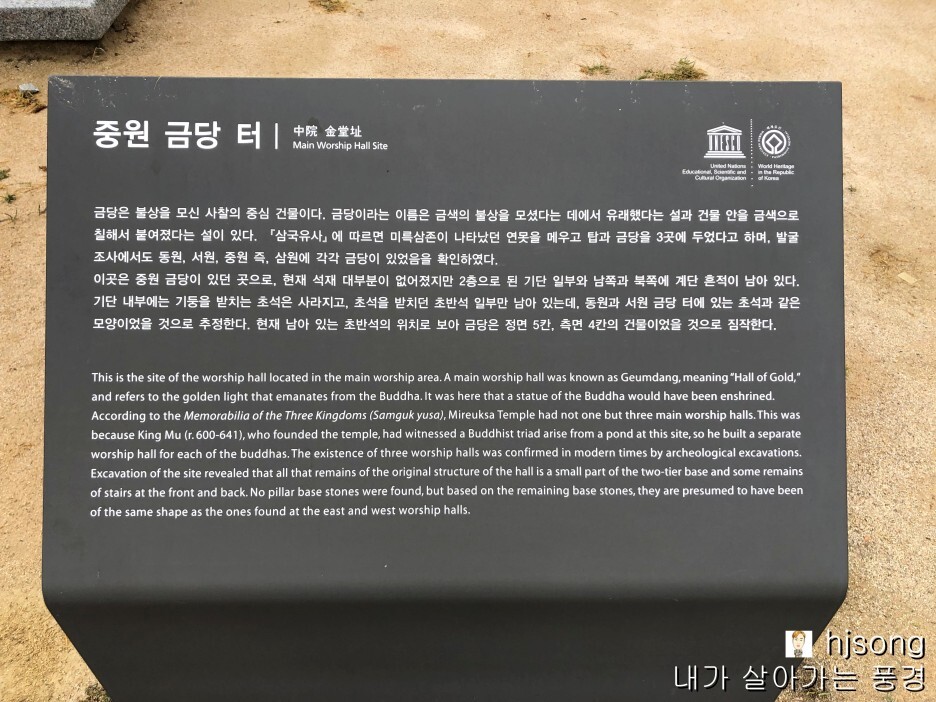 중원 금당 터 | 中院 金堂址
Main Worship Hall Site
United Nations
Educational, Scientific and
Cultural Organization
World Heritage
in the Republic
of Korea
금당은 불상을 모신 사찰의 중심 건물이다. 금당이라는 이름은 금색의 불상을 모셨다는 데에서 유래했다는 설과 건물 안을 금색으로
칠해서 붙여졌다는 설이 있다. 「삼국유사」에 따르면 미륵삼존이 나타났던 연못을 메우고 탑과 금당을 3곳에 두었다고 하며, 발굴
조사에서도 동원, 서원, 중원 즉, 삼원에 각각 금당이 있었음을 확인하였다.
이곳은 중원 금당이 있던 곳으로, 현재 석재 대부분이 없어졌지만 2층으로 된 기단 일부와 남쪽과 북쪽에 계단 흔적이 남아 있다.
기단 내부에는 기둥을 받치는 초석은 사라지고, 초석을 받치던 초반석 일부만 남아 있는데, 동원과 서원 금당 터에 있는 초석과 같은
모양이었을 것으로 추정한다. 현재 남아 있는 초반석의 위치로 보아 금당은 정면 5칸, 측면 4칸의 건물이었을 것으로 짐작한다.
This is the site of the worship hall located in the main worship area. A main worship hall was known as Geumdang, meaning “Hall of Gold,”
and refers to the golden light that emanates from the Buddha. It was here that a statue of the Buddha would have been enshrined.
According to the Memorabilia of the Three Kingdoms (Samguk yusa), Mireuksa Temple had not one but three main worship halls. This was
because King Mu (r. 600-641), who founded the temple, had witnessed a Buddhist triad arise from a pond at this site, so he built a separate
worship hall for each of the buddhas. The existence of three worship halls was confirmed in modern times by archeological excavations.
Excavation of the site revealed that all that remains of the original structure of the hall is a small part of the two-tier base and some remains
of stairs at the front and back. No pillar base stones were found, but based on the remaining base stones, they are presumed to have been
of the same shape as the ones found at the east and west worship halls.
hjsong
내가 살아가는 풍경